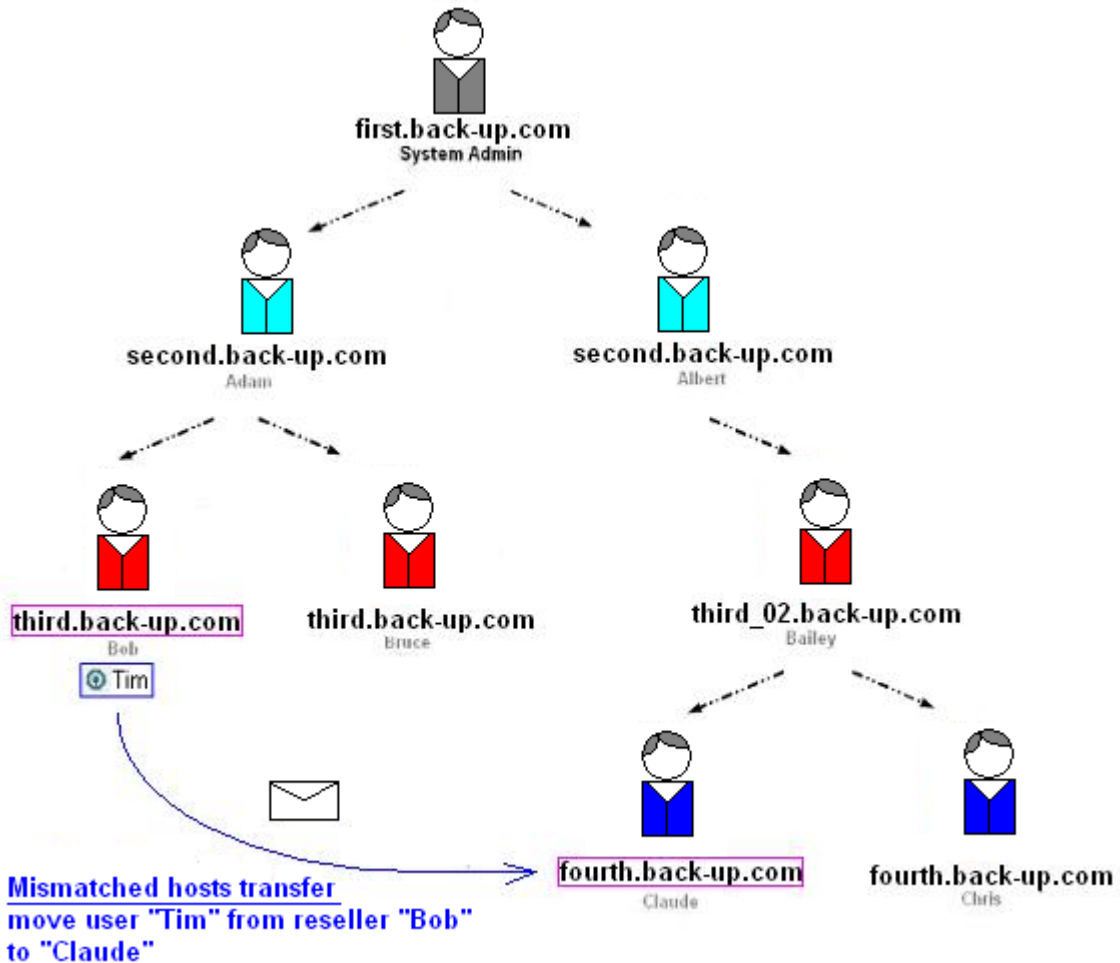 first.back-up.com
System Admin
second.back-up.com
Adam
second.back-up.com
Albert
third.back-up.com
Bob
Tim
third.back-up.com
Bruce
third_02.back-up.com
Bailey
fourth.back-up.com
Claude
fourth.back-up.com
Chris
Mismatched hosts transfer
move user "Tim" from reseller "Bob"
to "Claude"